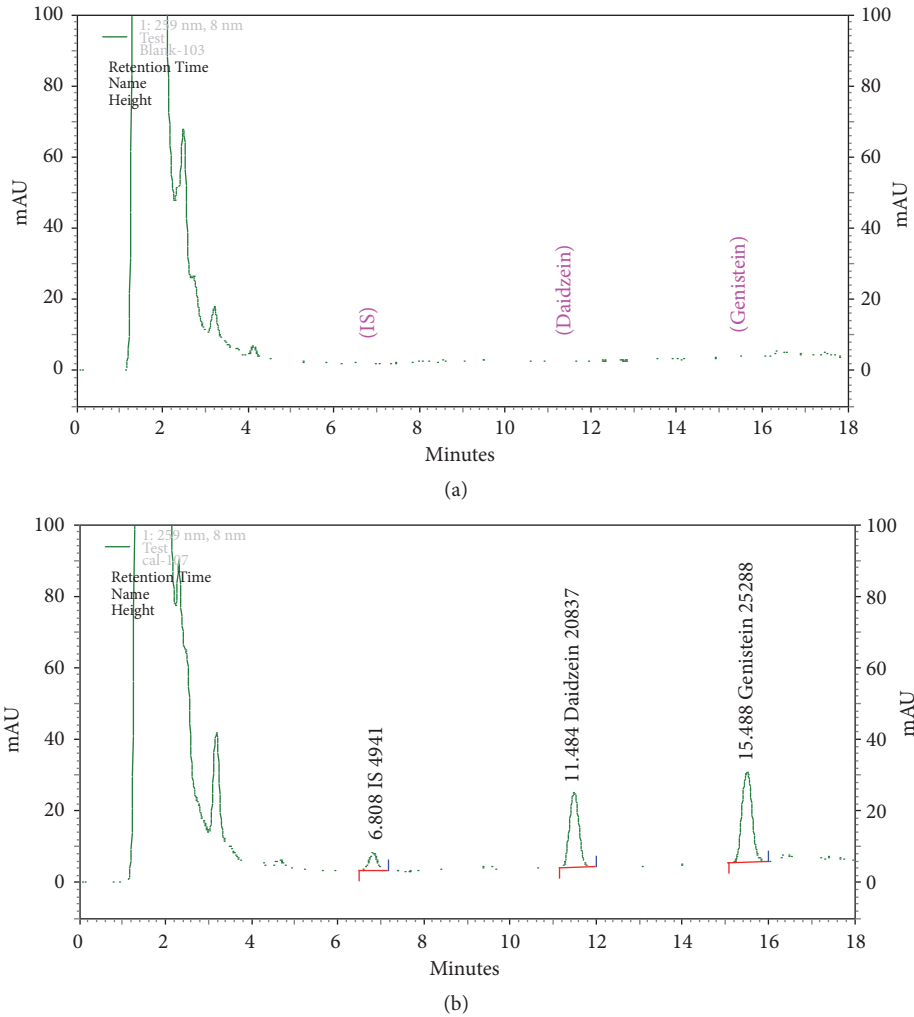 1: 259 nm, 8 nm
Test
Blank-103
Retention Time
Name
Height
100
80
60
40
20
0
mAU
100
80
60
40
20
0
mAU
(IS)
(Daidzein)
(Genistein)
0 2 4 6 8 10 12 14 16 18
Minutes
(a)
1: 259 nm, 8 nm
Test
cal-107
Retention Time
Name
Height
100
80
60
40
20
0
mAU
100
80
60
40
20
0
mAU
6.808 IS 4941
11.484 Daidzein 20837
15.488 Genistein 25288
0 2 4 6 8 10 12 14 16 18
Minutes
(b)